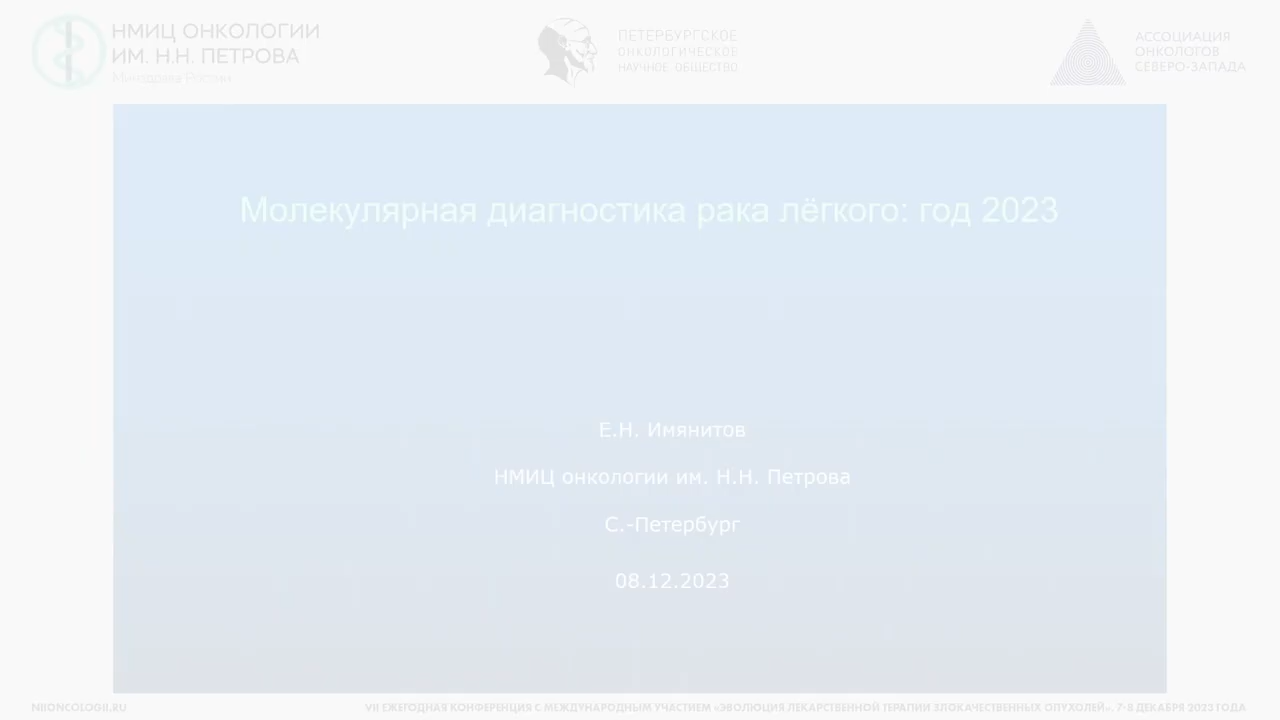 НМИЦ ОНКОЛОГИИ
ИМ. Н.Н. ПЕТРОВА
Минздрава России
ПЕТЕРБУРГСКОЕ
ОНКОЛОГИЧЕСКОЕ
НАУЧНОЕ ОБЩЕСТВО
АССОЦИАЦИЯ
ОНКОЛОГОВ
СЕВЕРО-ЗАПАДА
Молекулярная диагностика рака лёгкого: год 2023
Е.Н. Имянитов
НМИЦ онкологии им. Н.Н. Петрова
С.-Петербург
08.12.2023
NIIONCOLOGII.RU
VII ЕЖЕГОДНАЯ КОНФЕРЕНЦИЯ С МЕЖДУНАРОДНЫМ УЧАСТИЕМ «ЭВОЛЮЦИЯ ЛЕКАРСТВЕННОЙ ТЕРАПИИ ЗЛОКАЧЕСТВЕННЫХ ОПУХОЛЕЙ». 7-8 ДЕКАБРЯ 2023 ГОДА